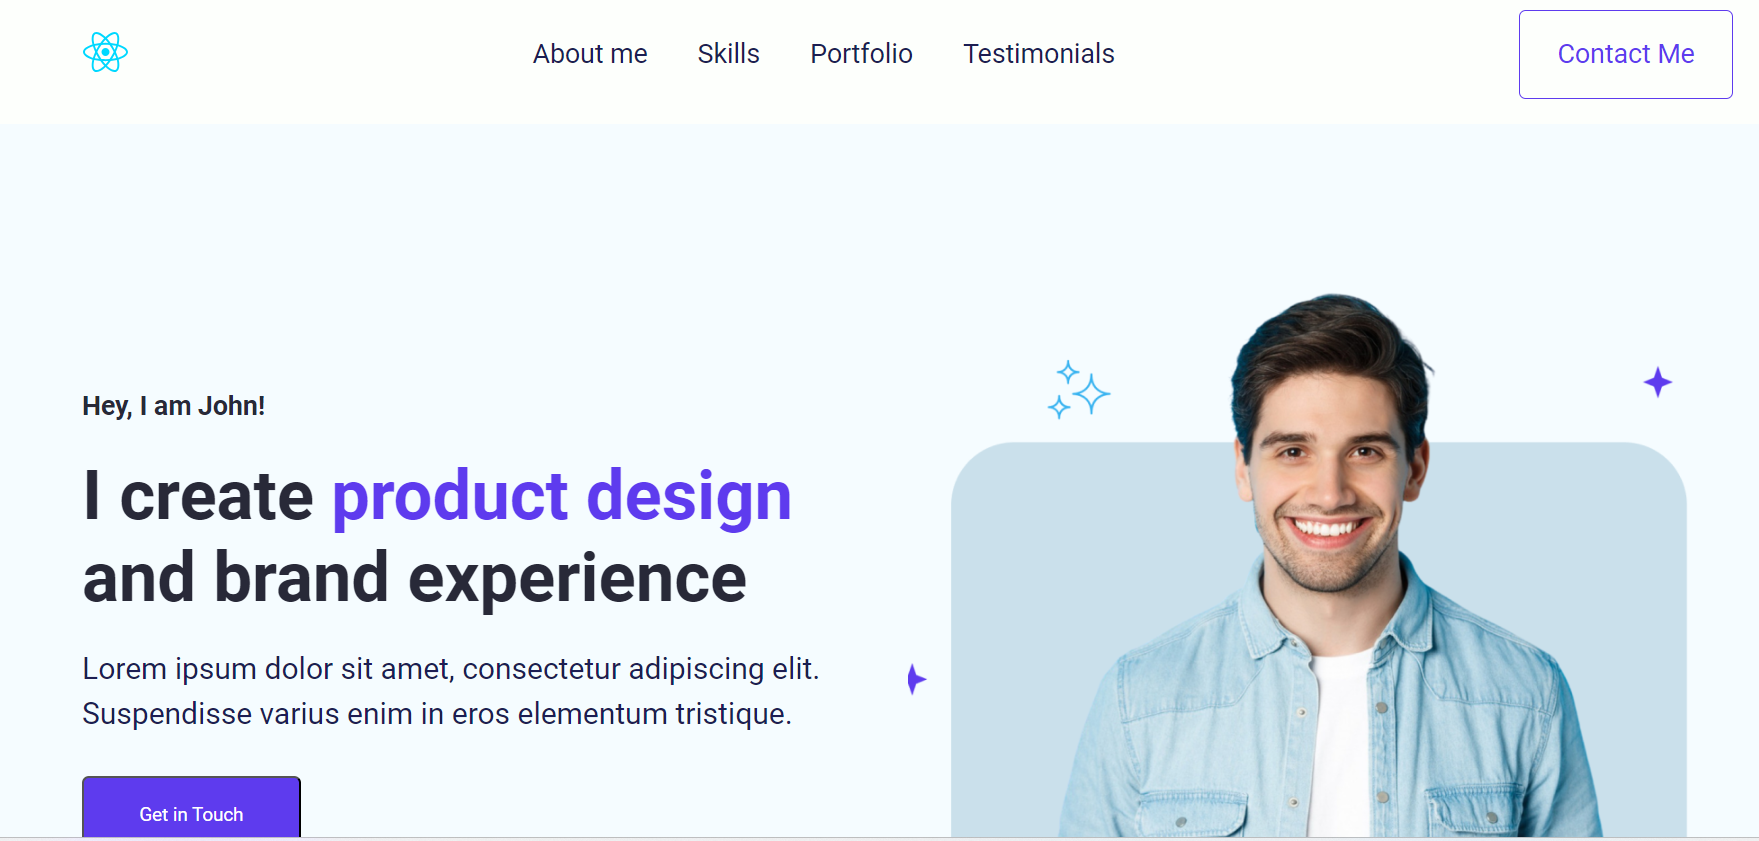 About me Skills Portfolio Testimonials Contact Me
Hey, I am John!
I create product design
and brand experience
Lorem ipsum dolor sit amet, consectetur adipiscing elit.
Suspendisse varius enim in eros elementum tristique.
Get in Touch